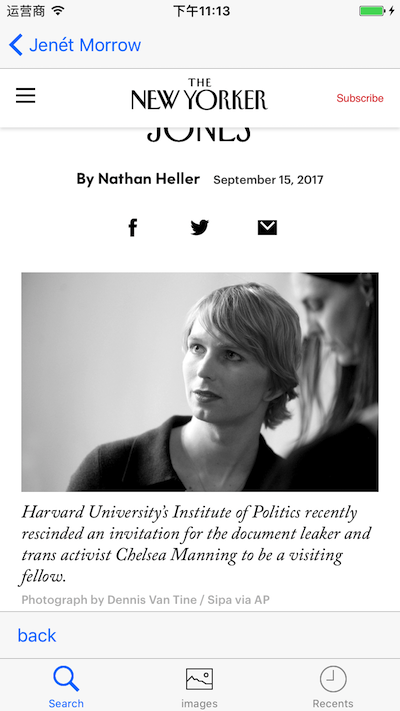 运营商 下午11:13
Jenét Morrow
THE
NEW YORKER
Subscribe
JONES
By Nathan Heller September 15, 2017
Harvard University's Institute of Politics recently
rescinded an invitation for the document leaker and
trans activist Chelsea Manning to be a visiting
fellow.
Photograph by Dennis Van Tine / Sipa via AP
back
Search images Recents